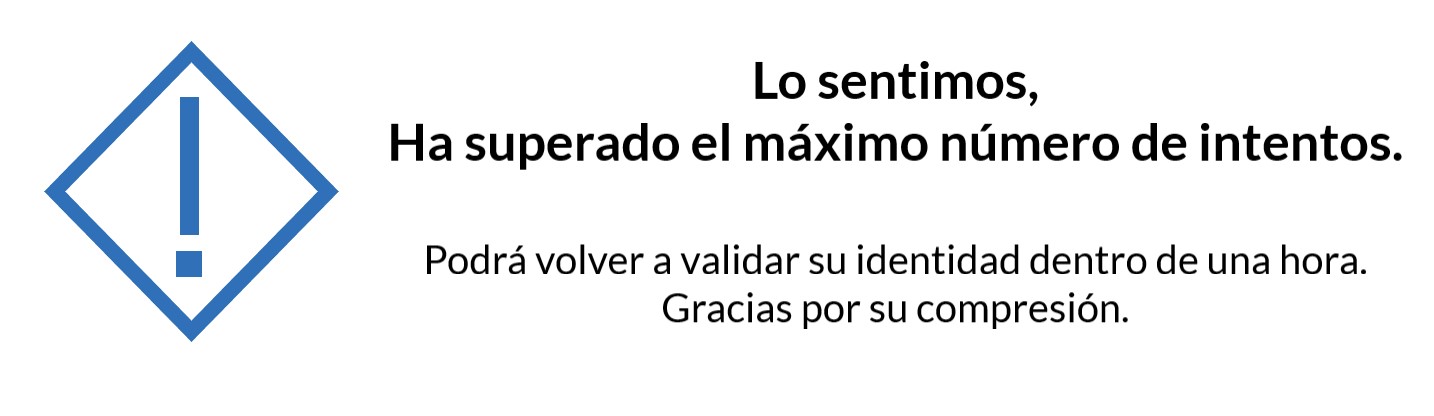 Lo sentimos,
Ha superado el máximo número de intentos.
Podrá volver a validar su identidad dentro de una hora.
Gracias por su compresión.